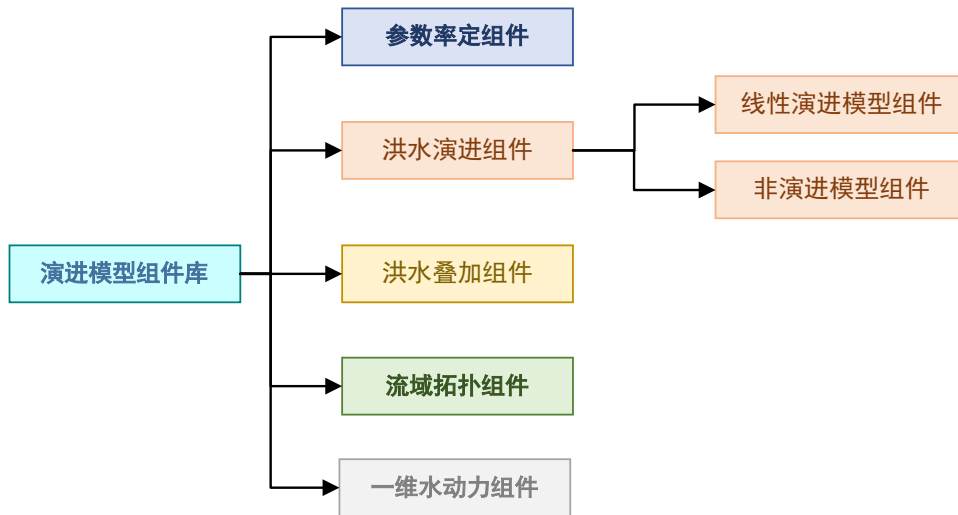 参数率定组件
线性演进模型组件
洪水演进组件
非演进模型组件
演进模型组件库
洪水叠加组件
流域拓扑组件
一维水动力组件